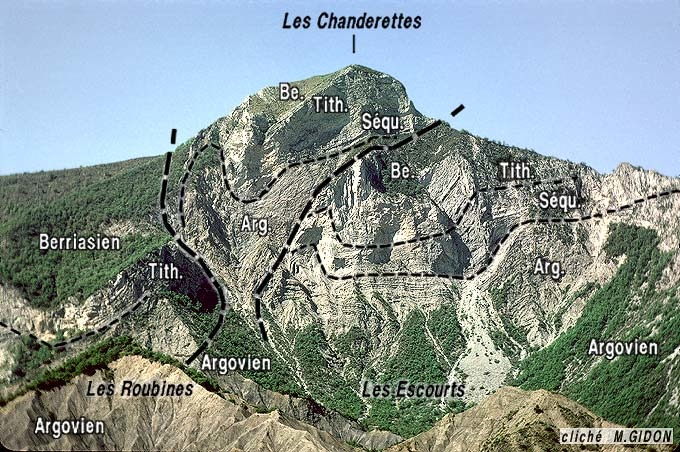 Les Chanderettes
Be.
Tith.
Séqu.
Be.
Tith.
Séqu.
Arg.
Berriasien
Tith.
Arg.
Argovien
Argovien
Les Roubines
Les Escourts
Argovien
cliché M.GIDON